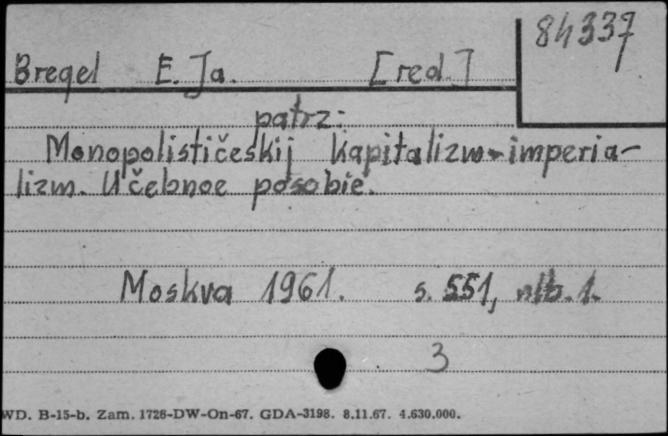 84337
Bregel E. Ja. [red.]
patrz:
Monopolističeskij kapitalizm-imperia-
lizm. Učebnoe posobie.
Moskva 1961. s. 551, nlb. 1.
3
WD. B-15-b. Zam. 1726-DW-On-67. GDA-3198. 8.11.67. 4.630.000.